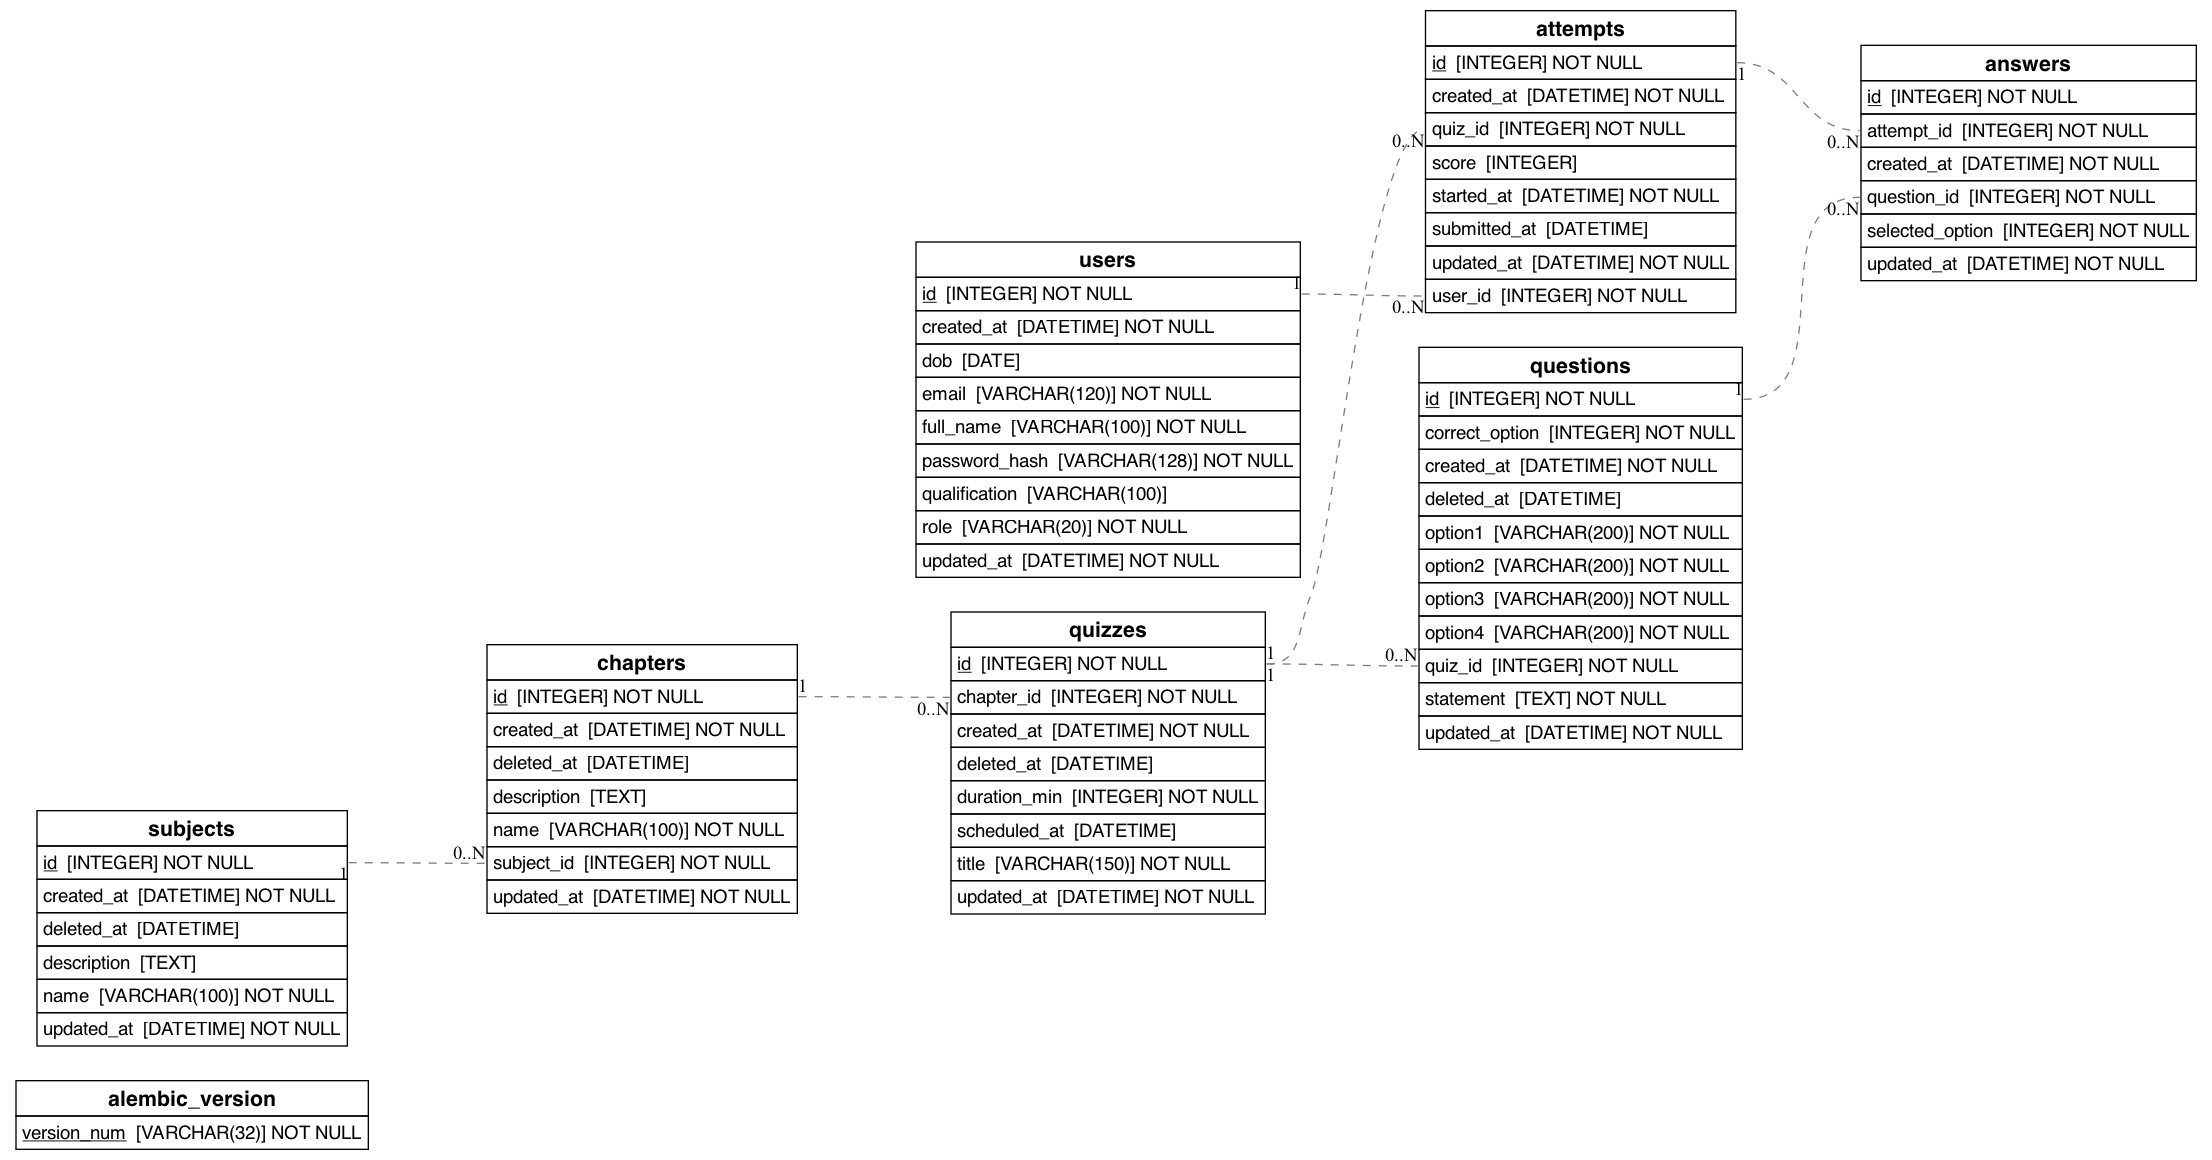 attempts
id [INTEGER] NOT NULL
created_at [DATETIME] NOT NULL
quiz_id [INTEGER] NOT NULL
score [INTEGER]
started_at [DATETIME] NOT NULL
submitted_at [DATETIME]
updated_at [DATETIME] NOT NULL
user_id [INTEGER] NOT NULL
1
0..N
0..N
answers
id [INTEGER] NOT NULL
attempt_id [INTEGER] NOT NULL
created_at [DATETIME] NOT NULL
question_id [INTEGER] NOT NULL
selected_option [INTEGER] NOT NULL
updated_at [DATETIME] NOT NULL
0..N
0..N
users
id [INTEGER] NOT NULL
created_at [DATETIME] NOT NULL
dob [DATE]
email [VARCHAR(120)] NOT NULL
full_name [VARCHAR(100)] NOT NULL
password_hash [VARCHAR(128)] NOT NULL
qualification [VARCHAR(100)]
role [VARCHAR(20)] NOT NULL
updated_at [DATETIME] NOT NULL
1
questions
id [INTEGER] NOT NULL
correct_option [INTEGER] NOT NULL
created_at [DATETIME] NOT NULL
deleted_at [DATETIME]
option1 [VARCHAR(200)] NOT NULL
option2 [VARCHAR(200)] NOT NULL
option3 [VARCHAR(200)] NOT NULL
option4 [VARCHAR(200)] NOT NULL
quiz_id [INTEGER] NOT NULL
statement [TEXT] NOT NULL
updated_at [DATETIME] NOT NULL
1
0..N
quizzes
id [INTEGER] NOT NULL
chapter_id [INTEGER] NOT NULL
created_at [DATETIME] NOT NULL
deleted_at [DATETIME]
duration_min [INTEGER] NOT NULL
scheduled_at [DATETIME]
title [VARCHAR(150)] NOT NULL
updated_at [DATETIME] NOT NULL
1
1
0..N
chapters
id [INTEGER] NOT NULL
created_at [DATETIME] NOT NULL
deleted_at [DATETIME]
description [TEXT]
name [VARCHAR(100)] NOT NULL
subject_id [INTEGER] NOT NULL
updated_at [DATETIME] NOT NULL
1
0..N
subjects
id [INTEGER] NOT NULL
created_at [DATETIME] NOT NULL
deleted_at [DATETIME]
description [TEXT]
name [VARCHAR(100)] NOT NULL
updated_at [DATETIME] NOT NULL
1
alembic_version
version_num [VARCHAR(32)] NOT NULL